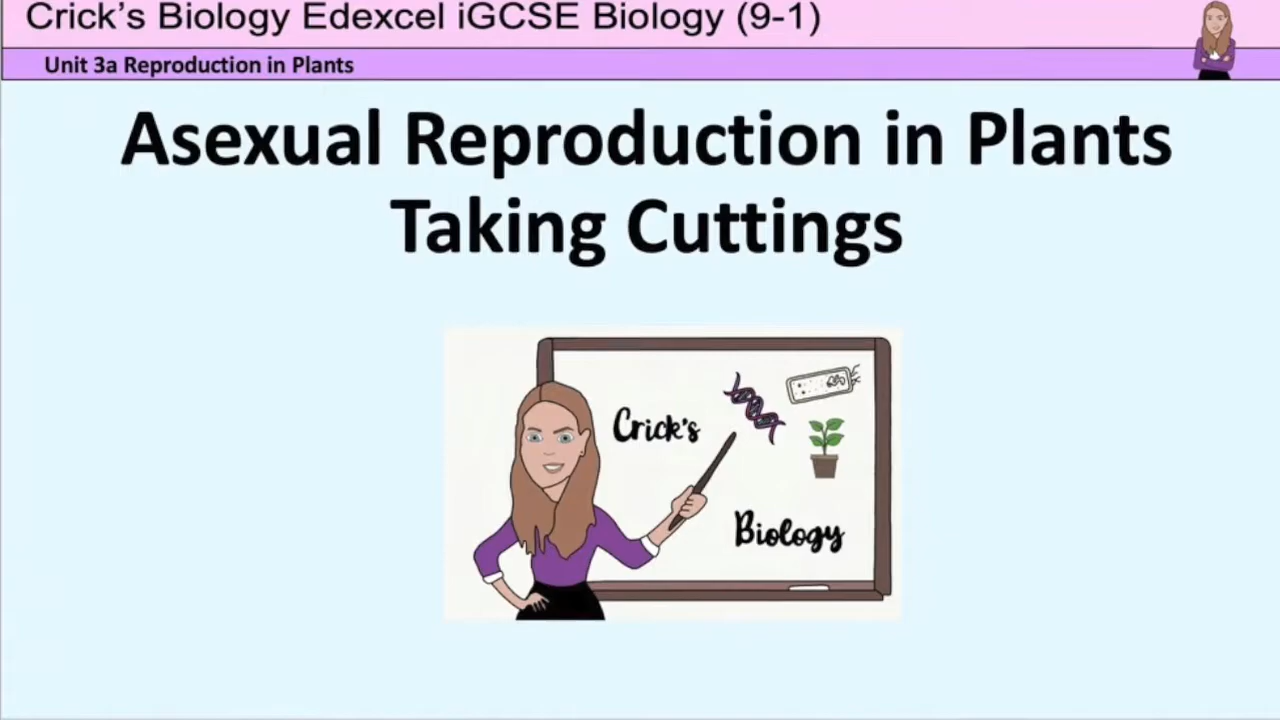 Crick's Biology Edexcel iGCSE Biology (9-1)
Unit 3a Reproduction in Plants
Asexual Reproduction in Plants
Taking Cuttings
Crick's
Biology